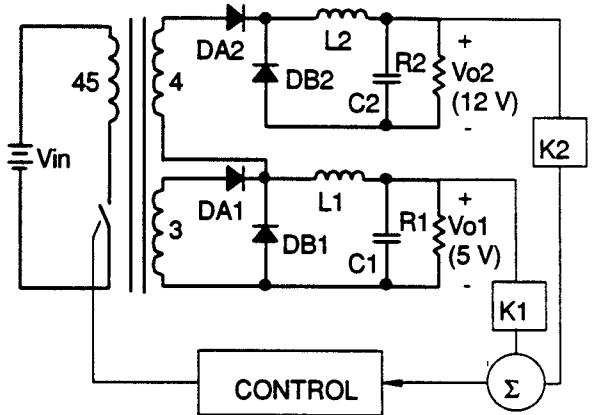 DA2
L2
45
4
DB2
C2
R2
+
Vo2
(12 V)
-
K2
Vin
DA1
L1
3
DB1
C1
R1
+
Vo1
(5 V)
-
K1
CONTROL
Σ